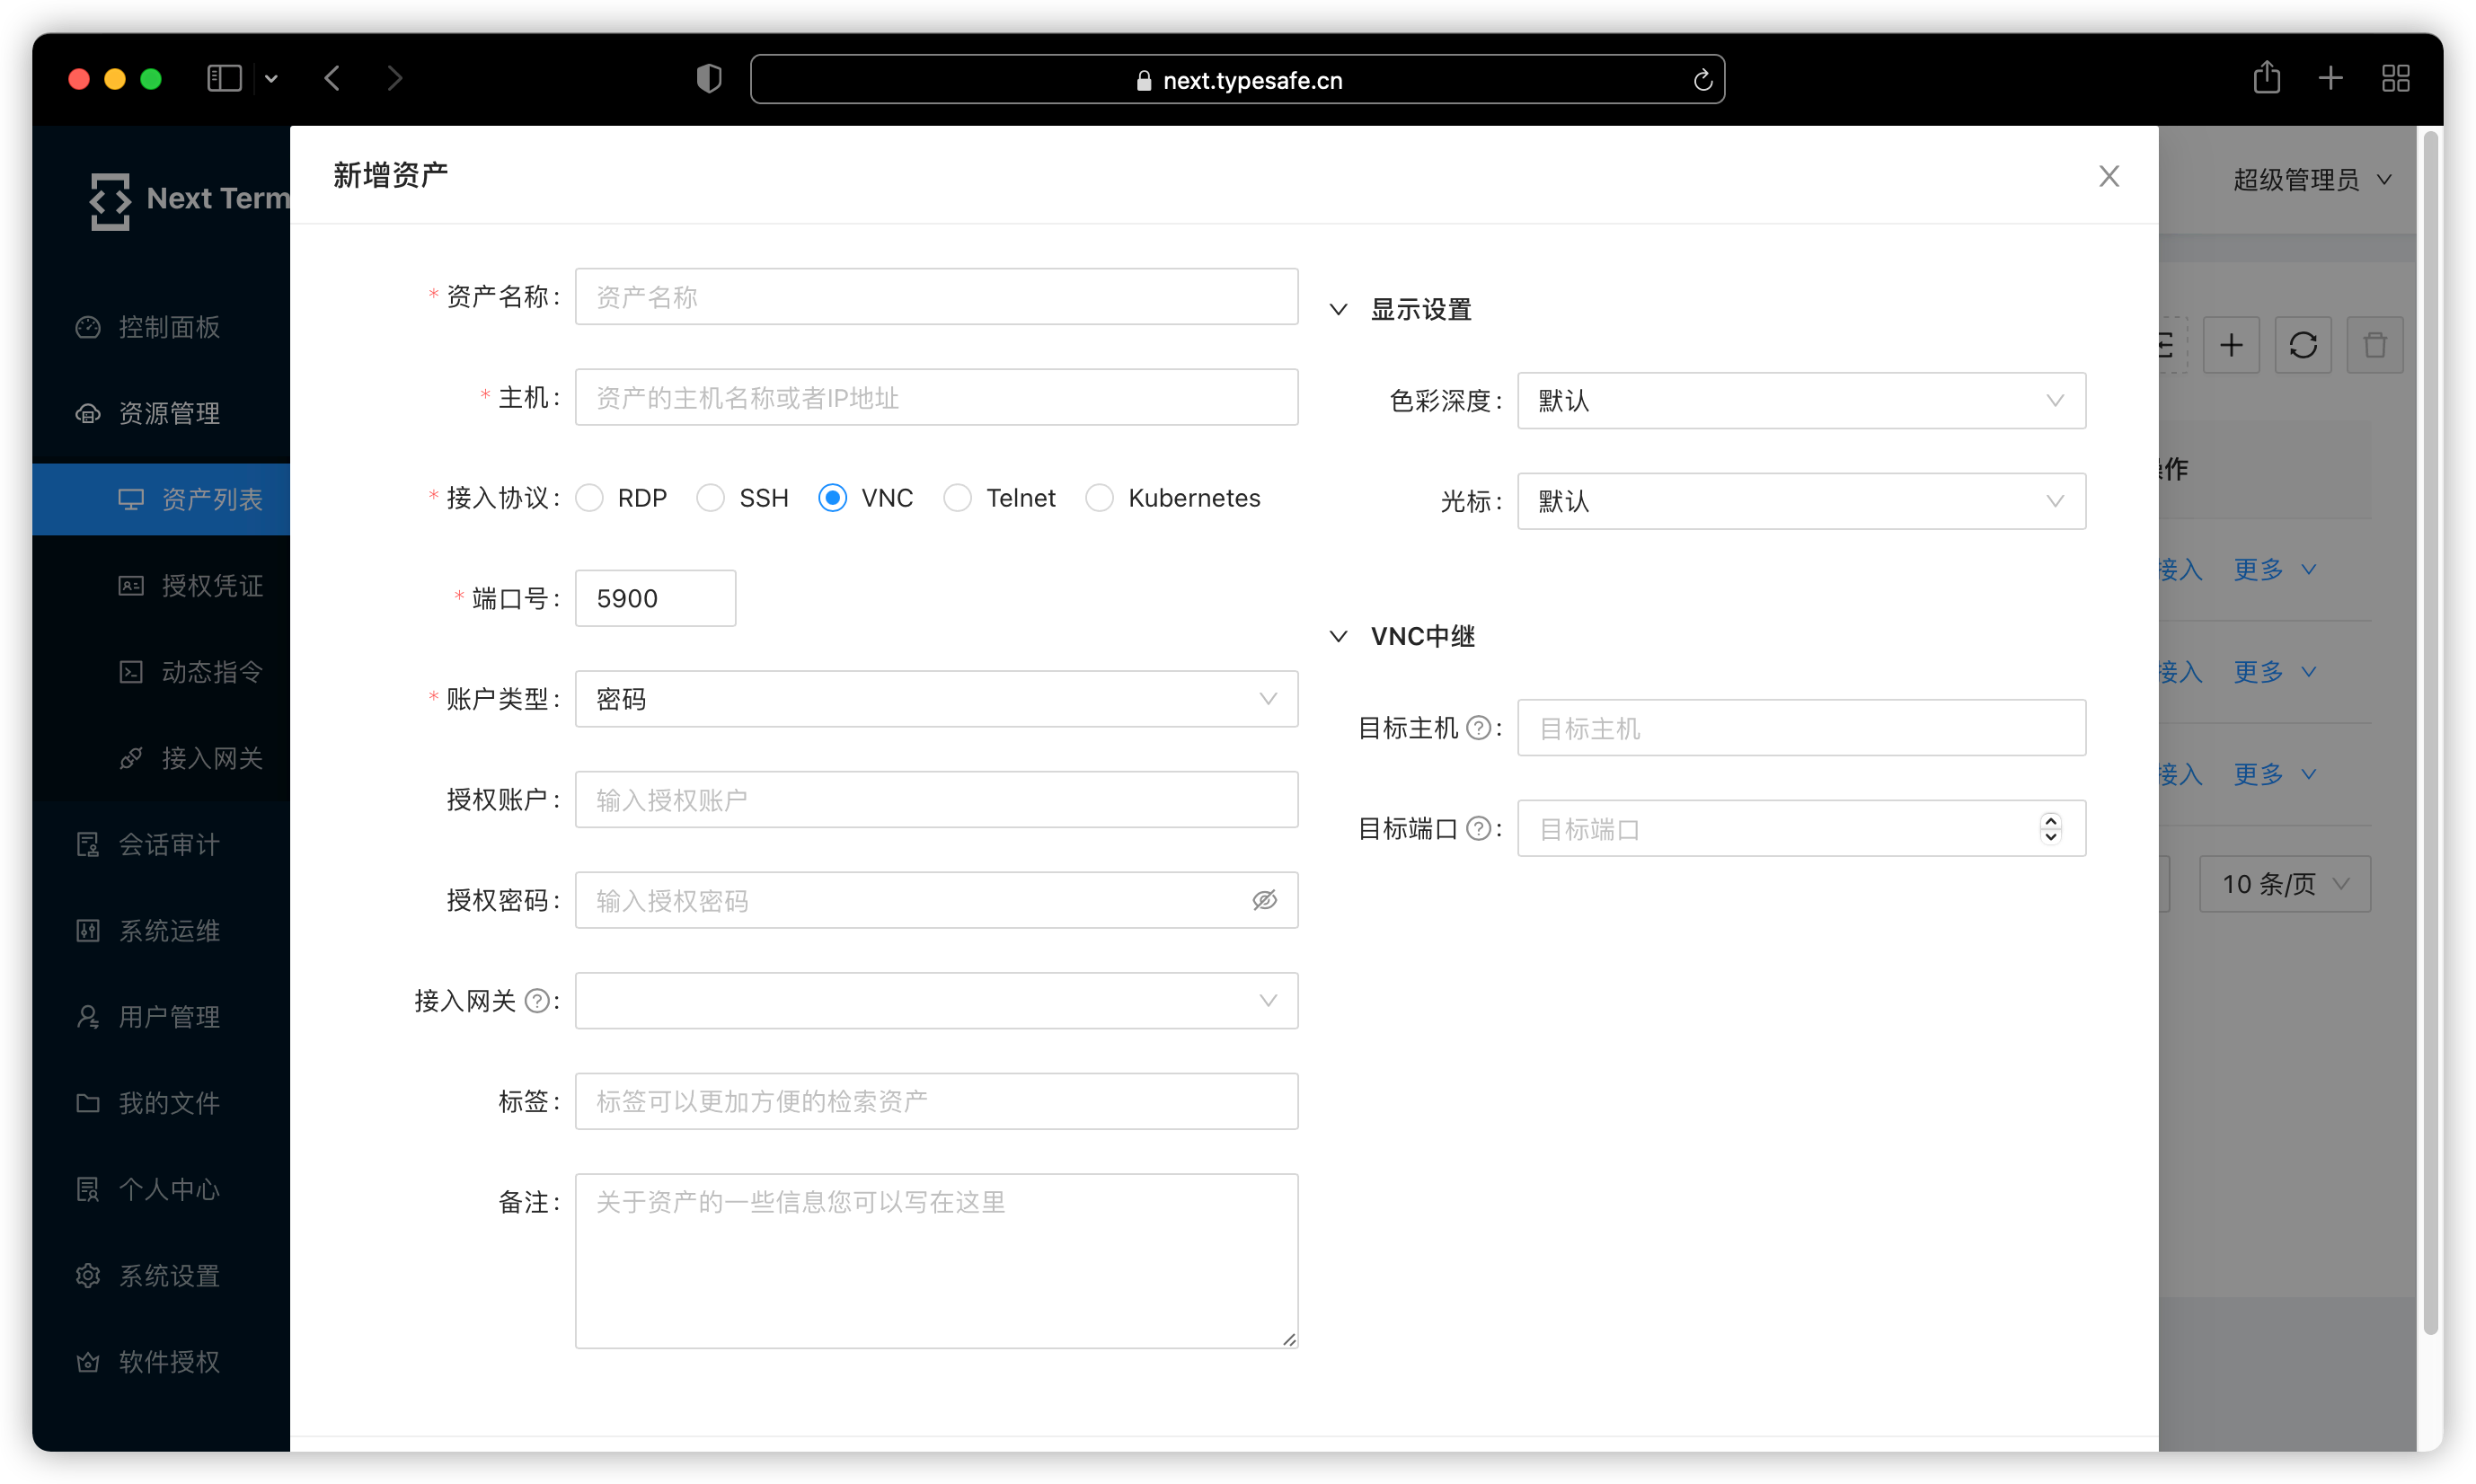 next.typesafe.cn
Next Term
控制面板
资源管理
资产列表
授权凭证
动态指令
接入网关
会话审计
系统运维
用户管理
我的文件
个人中心
系统设置
软件授权
新增资产
* 资产名称: 资产名称
* 主机: 资产的主机名称或者IP地址
* 接入协议: RDP SSH VNC Telnet Kubernetes
* 端口号: 5900
* 账户类型: 密码
授权账户: 输入授权账户
授权密码: 输入授权密码
接入网关 ?:
标签: 标签可以更加方便的检索资产
备注: 关于资产的一些信息您可以写在这里
显示设置
色彩深度: 默认
光标: 默认
VNC中继
目标主机 ?: 目标主机
目标端口 ?: 目标端口
超级管理员
作
接入 更多
接入 更多
接入 更多
10 条/页